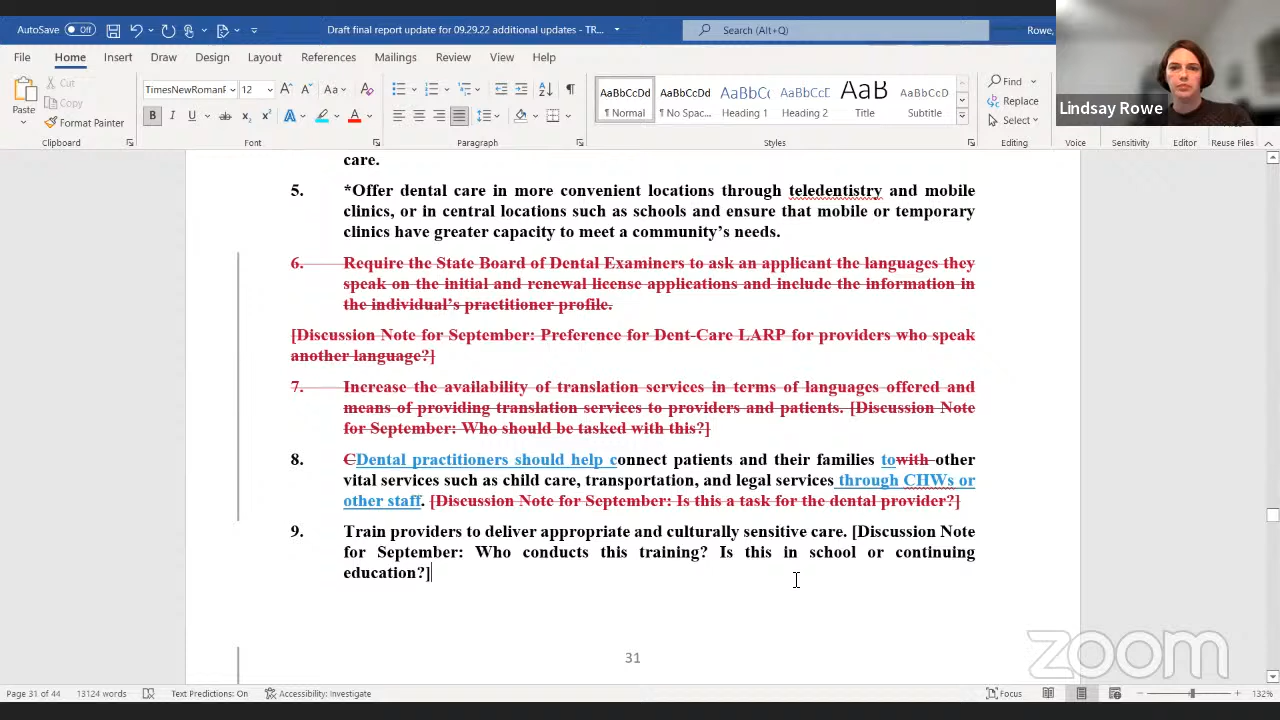 AutoSave Off Draft final report update for 09.29.22 additional updates - TR... Search (Alt+Q) Rowe,
File Home Insert Draw Design Layout References Mailings Review View Help
Lindsay Rowe
Paste Cut Copy Format Painter
TimesNewRomanF 12 Aa
B I U ab x2 x2 A A
AaBbCcDd AaBbCcDd AaBbCc AaBbCcE AaB AaBbCcD
¶ Normal ¶ No Spac... Heading 1 Heading 2 Title Subtitle
Find Replace Select
Clipboard Font Paragraph Styles Editing Voice Sensitivity Editor Reuse Files
care.
5. *Offer dental care in more convenient locations through teledentistry and mobile
clinics, or in central locations such as schools and ensure that mobile or temporary
clinics have greater capacity to meet a community's needs.
6. Require the State Board of Dental Examiners to ask an applicant the languages they
speak on the initial and renewal license applications and include the information in
the individual's practitioner profile.
[Discussion Note for September: Preference for Dent-Care LARP for providers who speak
another language?]
7. Increase the availability of translation services in terms of languages offered and
means of providing translation services to providers and patients. [Discussion Note
for September: Who should be tasked with this?]
8. CDental practitioners should help connect patients and their families towith other
vital services such as child care, transportation, and legal services through CHWs or
other staff. [Discussion Note for September: Is this a task for the dental provider?]
9. Train providers to deliver appropriate and culturally sensitive care. [Discussion Note
for September: Who conducts this training? Is this in school or continuing
education?]
31
zoom
Page 31 of 44 13124 words Text Predictions: On Accessibility: Investigate Focus 132%